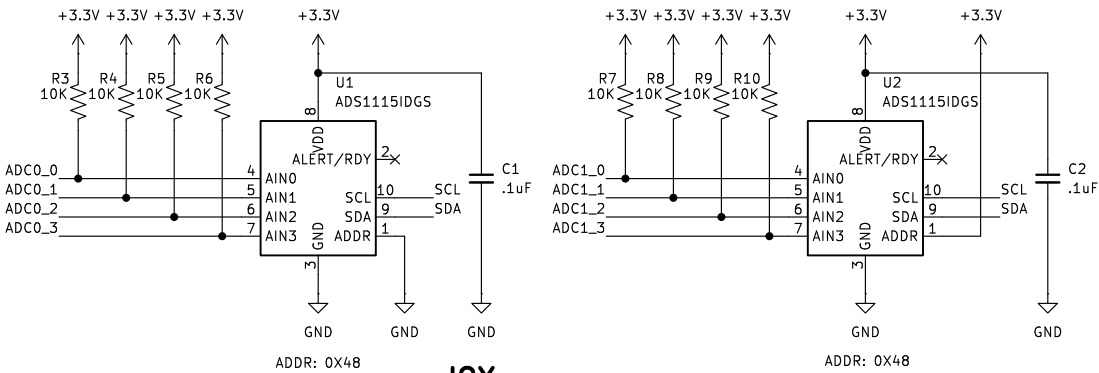 +3.3V +3.3V +3.3V +3.3V +3.3V +3.3V +3.3V +3.3V +3.3V +3.3V +3.3V
R3 R4 R5 R6 U1 R7 R8 R9 R10 U2
10K 10K 10K 10K ADS1115IDGS 10K 10K 10K 10K ADS1115IDGS
8 8
VDD VDD
ALERT/RDY 2 ALERT/RDY 2
ADC0_0 4 AIN0 C1 ADC1_0 4 AIN0 C2
ADC0_1 5 AIN1 SCL 10 SCL .1uF ADC1_1 5 AIN1 SCL 10 SCL .1uF
ADC0_2 6 AIN2 SDA 9 SDA ADC1_2 6 AIN2 SDA 9 SDA
ADC0_3 7 AIN3 GND ADDR 1 ADC1_3 7 AIN3 GND ADDR 1
3 3
GND GND GND GND GND
ADDR: 0X48 ADDR: 0X48